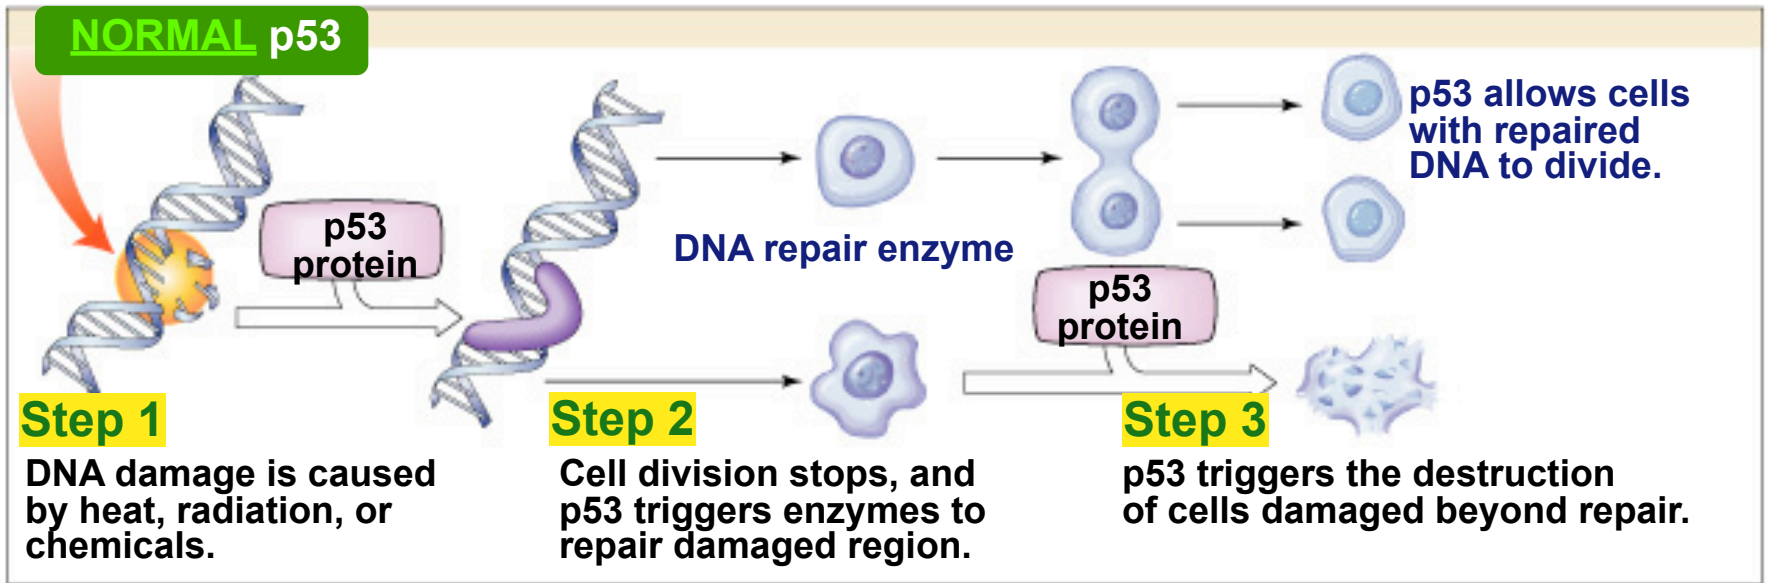 NORMAL p53
p53
protein
DNA repair enzyme
p53 allows cells
with repaired
DNA to divide.
p53
protein
Step 1
DNA damage is caused
by heat, radiation, or
chemicals.
Step 2
Cell division stops, and
p53 triggers enzymes to
repair damaged region.
Step 3
p53 triggers the destruction
of cells damaged beyond repair.